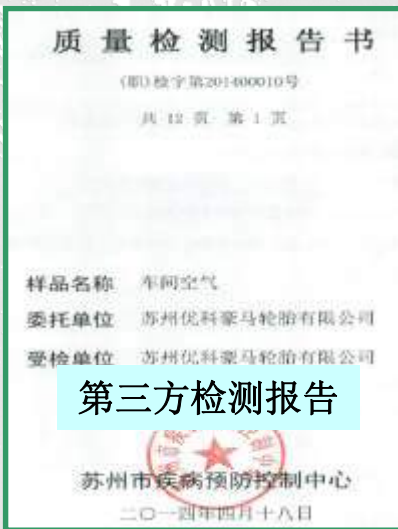 质量检测报告书
(职)检字第201400010号
共 12 页 第 1 页
样品名称 车间空气
委托单位 苏州优科豪马轮胎有限公司
受检单位 苏州优科豪马轮胎有限公司
第三方检测报告
苏州市疾病预防控制中心
二〇一四年四月十八日